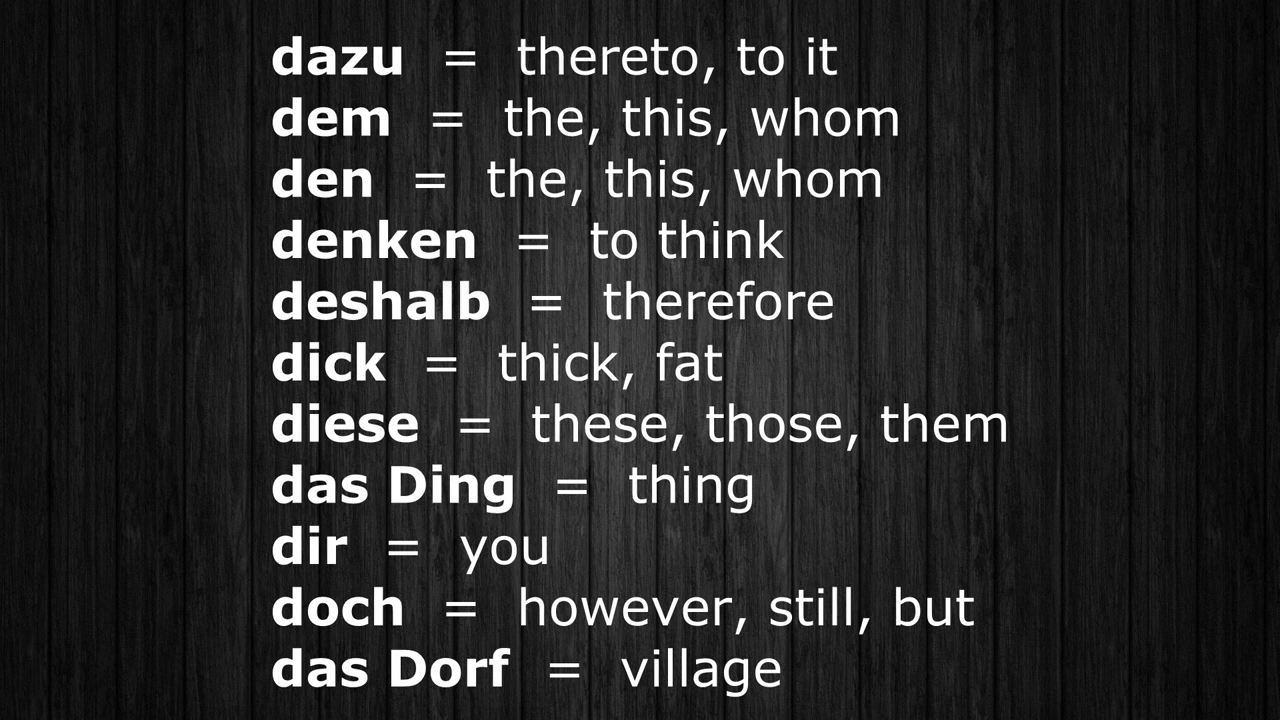 dazu = thereto, to it
dem = the, this, whom
den = the, this, whom
denken = to think
deshalb = therefore
dick = thick, fat
diese = these, those, them
das Ding = thing
dir = you
doch = however, still, but
das Dorf = village